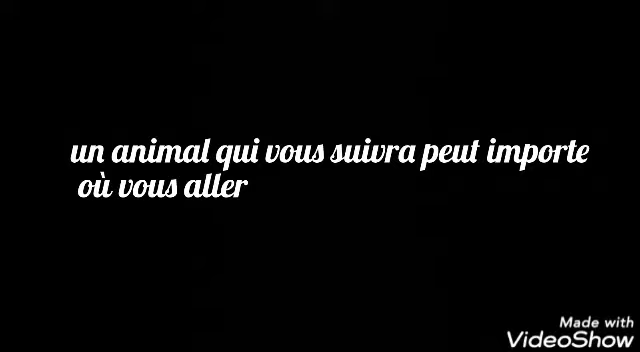 un animal qui vous suivra peut importe
où vous aller
Made with
VideoShow